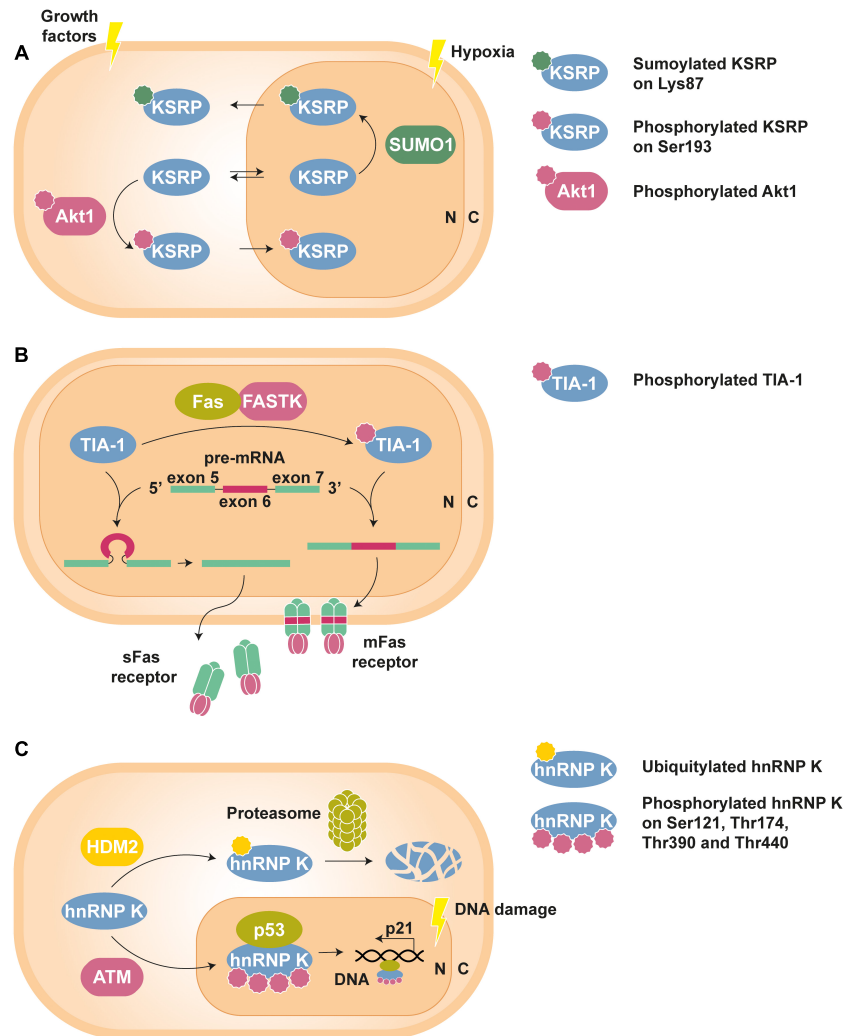 Growth
factors
A
Hypoxia
KSRP
KSRP
SUMO1
KSRP
KSRP
Akt1
KSRP
KSRP
N C
KSRP
Sumoylated KSRP
on Lys87
KSRP
Phosphorylated KSRP
on Ser193
Akt1
Phosphorylated Akt1
B
Fas
FASTK
TIA-1
TIA-1
pre-mRNA
exon 5
exon 7
5’
3’
exon 6
N C
sFas
receptor
mFas
receptor
TIA-1
Phosphorylated TIA-1
C
Proteasome
HDM2
hnRNP K
hnRNP K
DNA damage
p53
p21
hnRNP K
DNA
ATM
N C
hnRNP K
Ubiquitylated hnRNP K
hnRNP K
Phosphorylated hnRNP K
on Ser121, Thr174,
Thr390 and Thr440